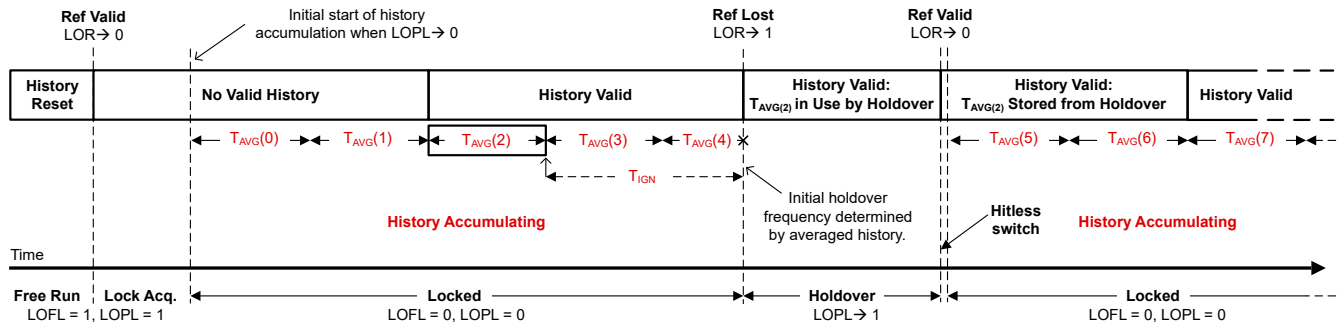 Ref Valid
LOR→ 0
Initial start of history
accumulation when LOPL→ 0
Ref Lost
LOR→ 1
Ref Valid
LOR→ 0
History
Reset
No Valid History
History Valid
History Valid:
TAVG(2) in Use by Holdover
History Valid:
TAVG(2) Stored from Holdover
History Valid
TAVG(0)
TAVG(1)
TAVG(2)
TAVG(3)
TAVG(4)
TAVG(5)
TAVG(6)
TAVG(7)
TIGN
Initial holdover
frequency determined
by averaged history.
Hitless
switch
History Accumulating
History Accumulating
Time
Free Run
LOFL = 1, LOPL = 1
Lock Acq.
Locked
LOFL = 0, LOPL = 0
Holdover
LOPL→ 1
Locked
LOFL = 0, LOPL = 0